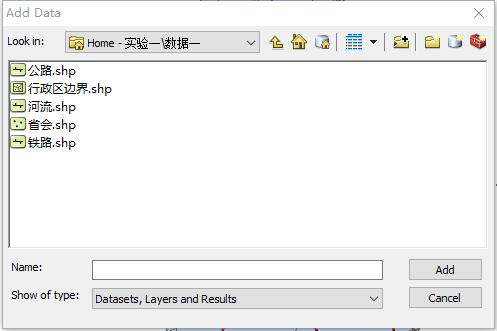 Add Data
Look in: Home - 实验一\数据一
公路.shp
行政区边界.shp
河流.shp
省会.shp
铁路.shp
Name: Add
Show of type: Datasets, Layers and Results Cancel